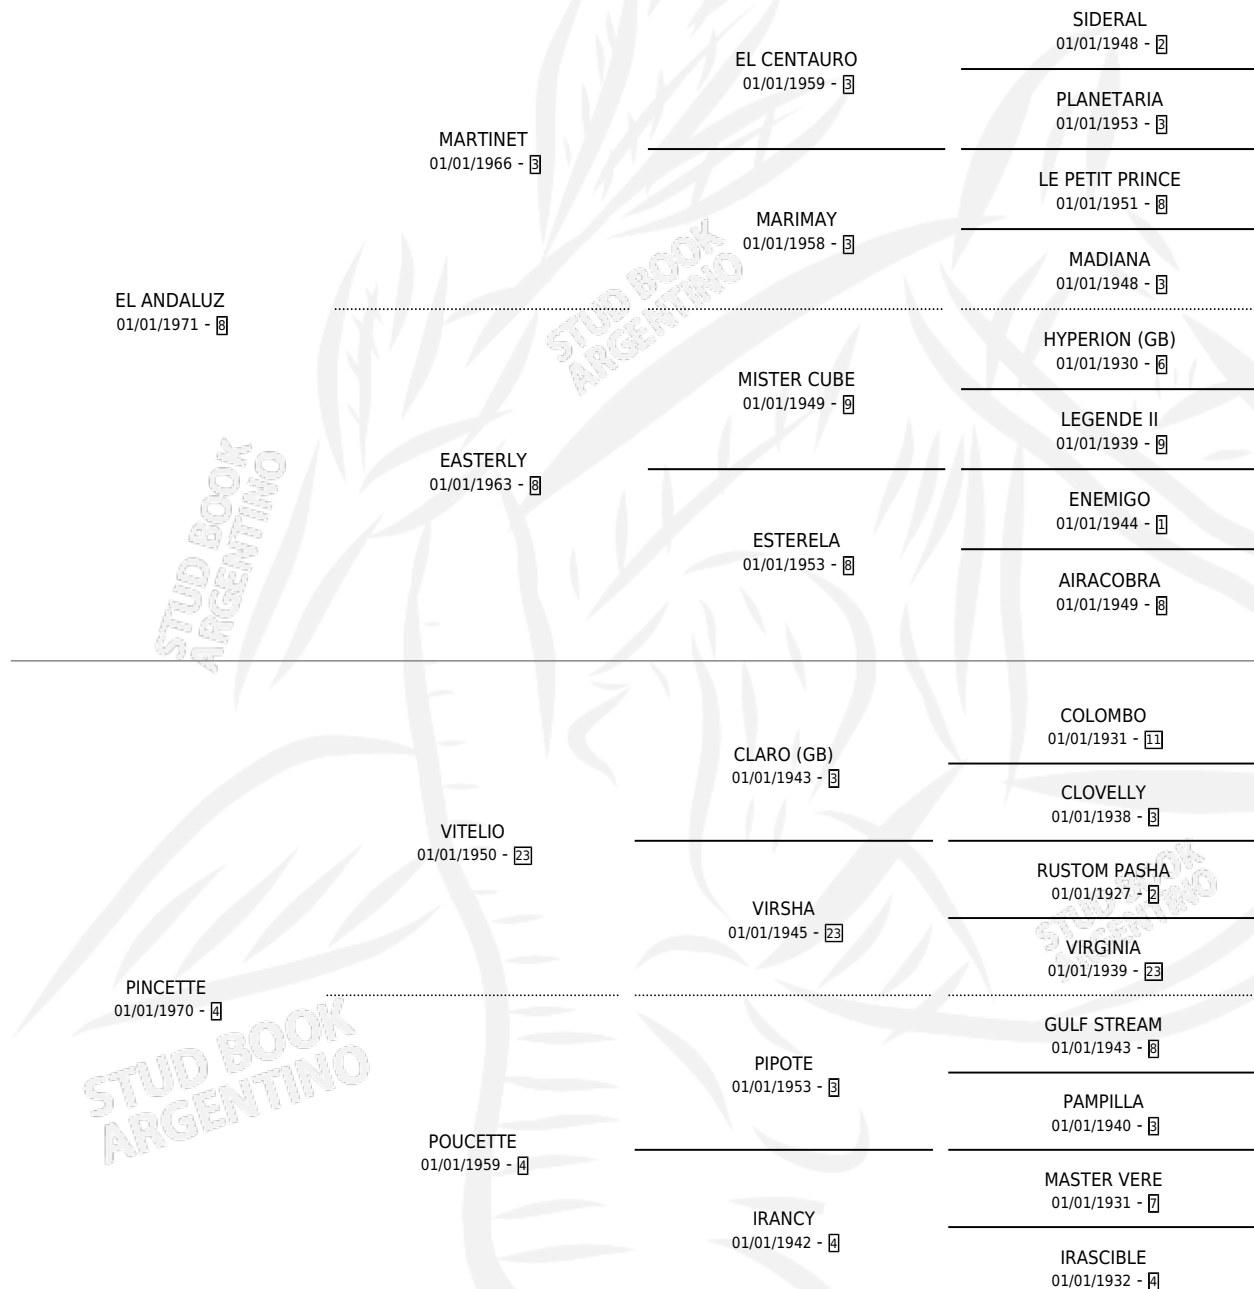 SIDERAL
01/01/1948 - 2
EL CENTAURO
01/01/1959 - 3
PLANETARIA
01/01/1953 - 3
MARTINET
01/01/1966 - 3
LE PETIT PRINCE
01/01/1951 - 8
MARIMAY
01/01/1958 - 3
MADIANA
01/01/1948 - 3
EL ANDALUZ
01/01/1971 - 8
HYPERION (GB)
01/01/1930 - 6
MISTER CUBE
01/01/1949 - 9
LEGENDE II
01/01/1939 - 9
EASTERLY
01/01/1963 - 8
ENEMIGO
01/01/1944 - 1
ESTERELA
01/01/1953 - 8
AIRACOBRA
01/01/1949 - 8
COLOMBO
01/01/1931 - 11
CLARO (GB)
01/01/1943 - 3
CLOVELLY
01/01/1938 - 3
VITELIO
01/01/1950 - 23
RUSTOM PASHA
01/01/1927 - 2
VIRSHA
01/01/1945 - 23
VIRGINIA
01/01/1939 - 23
PINCETTE
01/01/1970 - 4
GULF STREAM
01/01/1943 - 8
PIPOTE
01/01/1953 - 3
PAMPILLA
01/01/1940 - 3
POUCETTE
01/01/1959 - 4
MASTER VERE
01/01/1931 - 7
IRANCY
01/01/1942 - 4
IRASCIBLE
01/01/1932 - 4
STUD BOOK
ARGENTINO
STUD BOOK
ARGENTINO
STUD BOOK
ARGENTINO
STUD BOOK
ARGENTINO